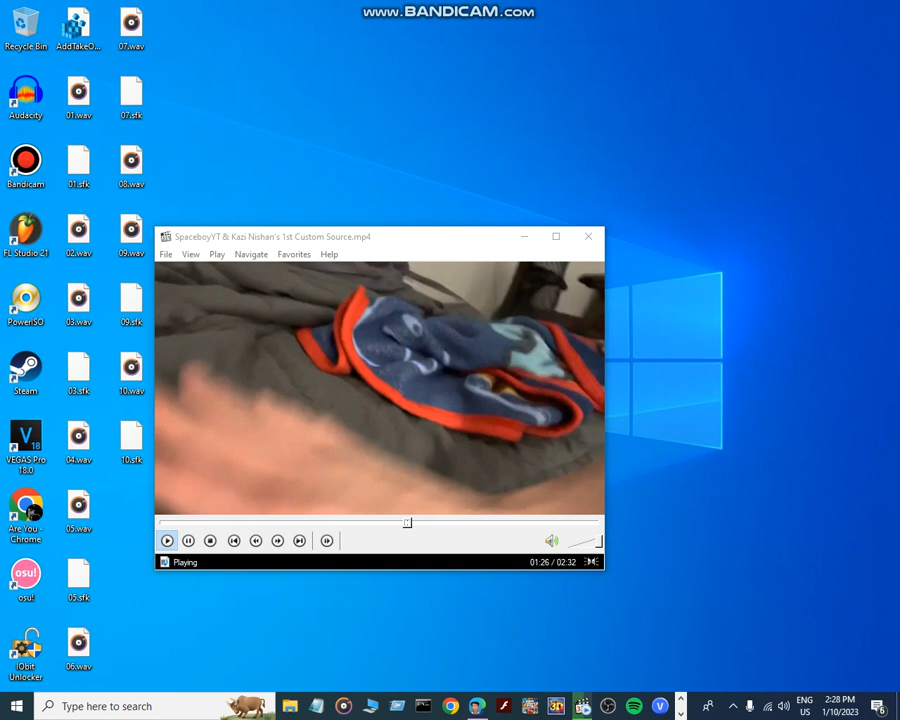 www.BANDICAM.com
Recycle Bin
AddTakeO...
07.wav
Audacity
01.wav
07.sfk
Bandicam
01.sfk
08.wav
FL Studio 21
02.wav
09.wav
PowerISO
03.wav
09.sfk
Steam
03.sfk
10.wav
VEGAS Pro
18.0
04.wav
10.sfk
Are You -
Chrome
05.wav
osu!
05.sfk
IObit
Unlocker
06.wav
SpaceboyYT & Kazi Nishan's 1st Custom Source.mp4
File View Play Navigate Favorites Help
Playing
01:26 / 02:32
Type here to search
ENG
US
2:28 PM
1/10/2023